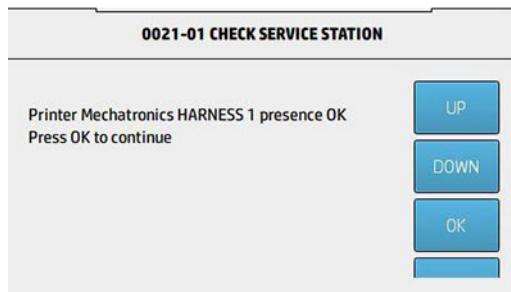 0021-01 CHECK SERVICE STATION
Printer Mechatronics HARNESS 1 presence OK
Press OK to continue
UP
DOWN
OK